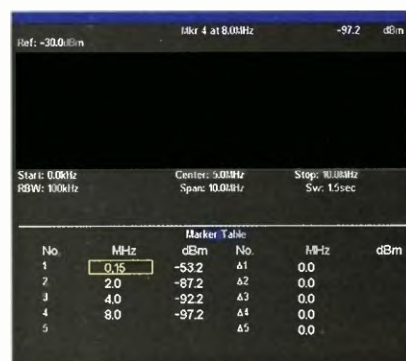 Mkr 4 at 8.0MHz -97.2 dBm
Ref: -30.0dBm
Start: 0.0kHz Center: 5.0MHz Stop: 10.0MHz
RBW: 100kHz Span: 10.0MHz Sw: 1.5sec
Marker Table
No. MHz dBm No. MHz dBm
1 0.15 -53.2 Δ1 0.0
2 2.0 -87.2 Δ2 0.0
3 4.0 -92.2 Δ3 0.0
4 8.0 -97.2 Δ4 0.0
5 Δ5 0.0